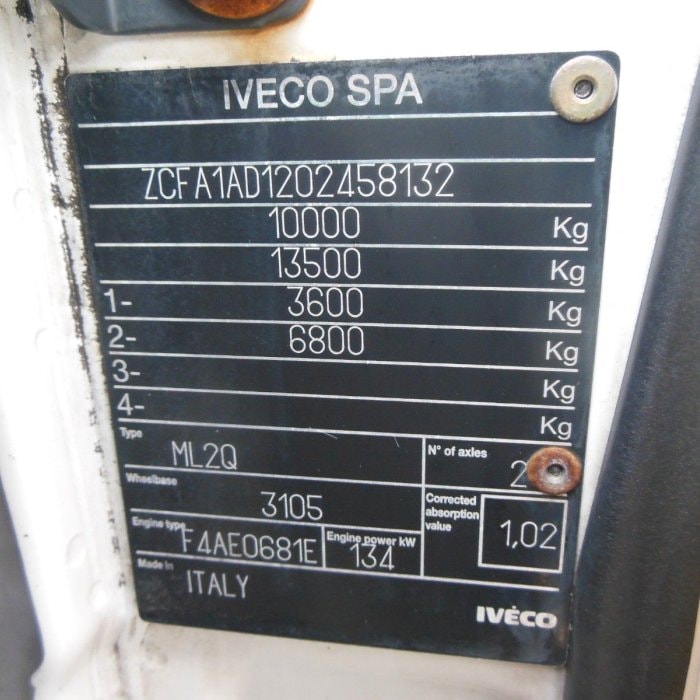 IVECO SPA
ZCFA1AD1202458132
10000 Kg
13500 Kg
1- 3600 Kg
2- 6800 Kg
3- Kg
4- Kg
Type ML2Q
N° of axles 2
Wheelbase 3105
Corrected absorption value 1,02
Engine type F4AE0681E
Engine power kW 134
Made in ITALY
IVECO